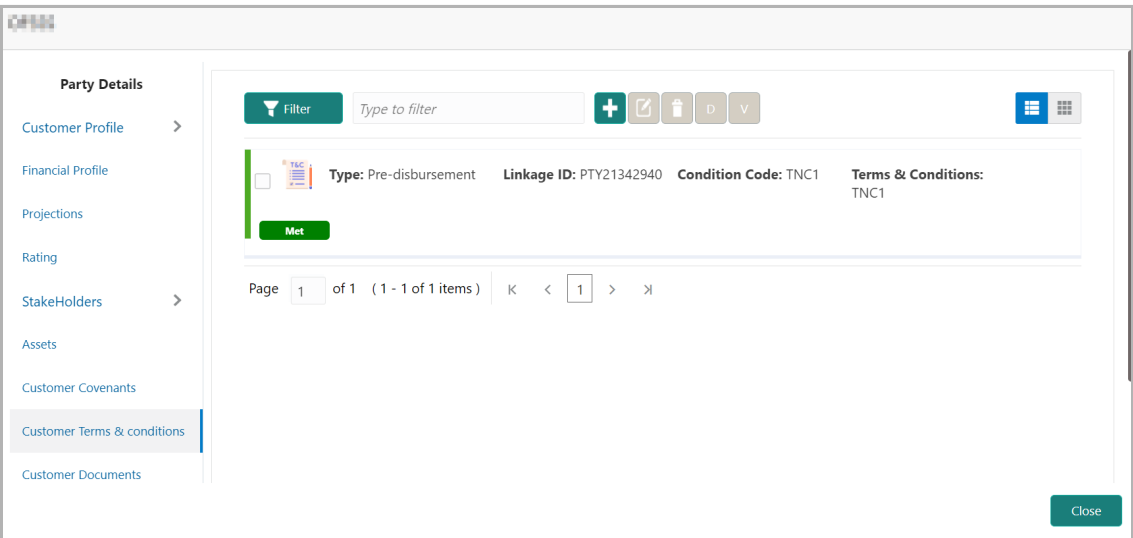 Party Details
Customer Profile
Financial Profile
Projections
Rating
StakeHolders
Assets
Customer Covenants
Customer Terms & conditions
Customer Documents
Filter
Type to filter
D
V
T&C
Type: Pre-disbursement
Linkage ID: PTY21342940
Condition Code: TNC1
Terms & Conditions:
TNC1
Met
Page 1 of 1 (1 - 1 of 1 items) 1
Close